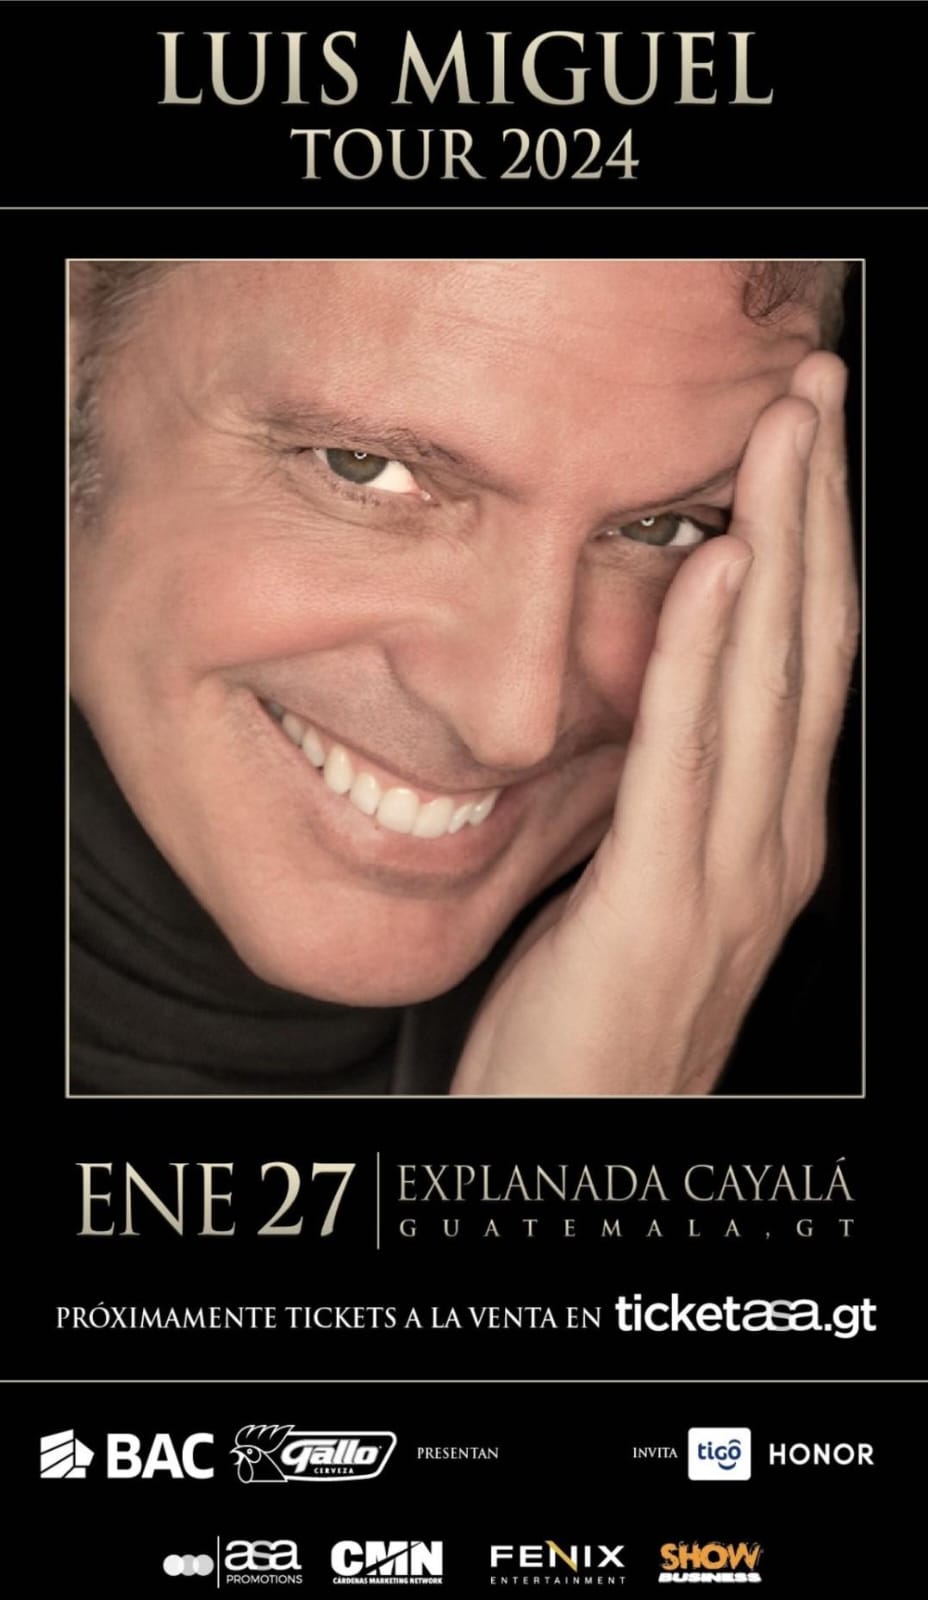 LUIS MIGUEL
TOUR 2024
ENE 27
EXPLANADA CAYALÁ
GUATEMALA, GT
PRÓXIMAMENTE TICKETS A LA VENTA EN ticketasa.gt
BAC Gallo CERVEZA PRESENTAN INVITA tigo HONOR
asa PROMOTIONS
CMN
CÁRDENAS MARKETING NETWORK
FENIX
ENTERTAINMENT
SHOW
BUSINESS